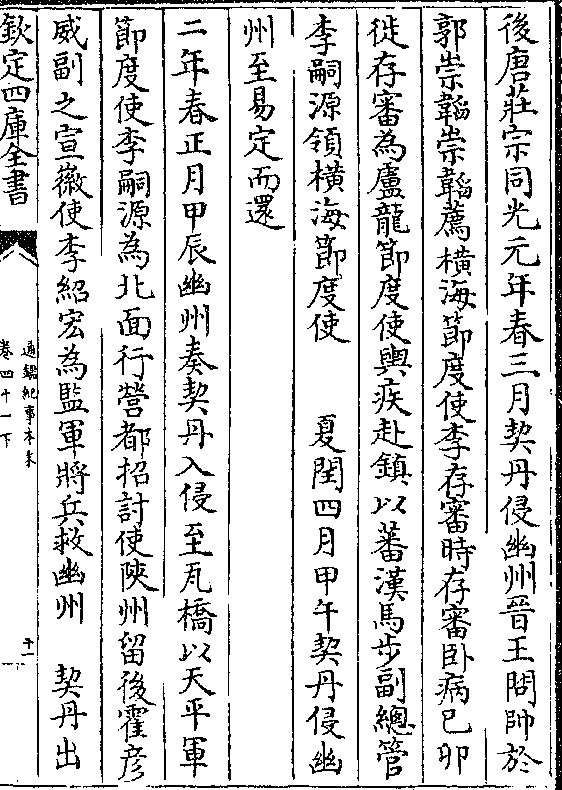 後唐莊宗同光元年春三月契丹侵幽州晉王問帥於
郭崇韜崇韜薦橫海節度使李存審時存審卧病己卯
徙存審為盧龍節度使輿疾赴鎮以蕃漢馬步副總管
李嗣源領橫海節度使　夏閏四月甲午契丹侵幽
州至易定而還
二年春正月甲辰幽州奏契丹入侵至瓦橋以天平軍
節度使李嗣源為北面行營都招討使陜州留後霍彦
威副之宣徽使李紹宏為監軍將兵救幽州　契丹出
欽定四庫全書
通鑑紀事本末
卷四十一下
十一